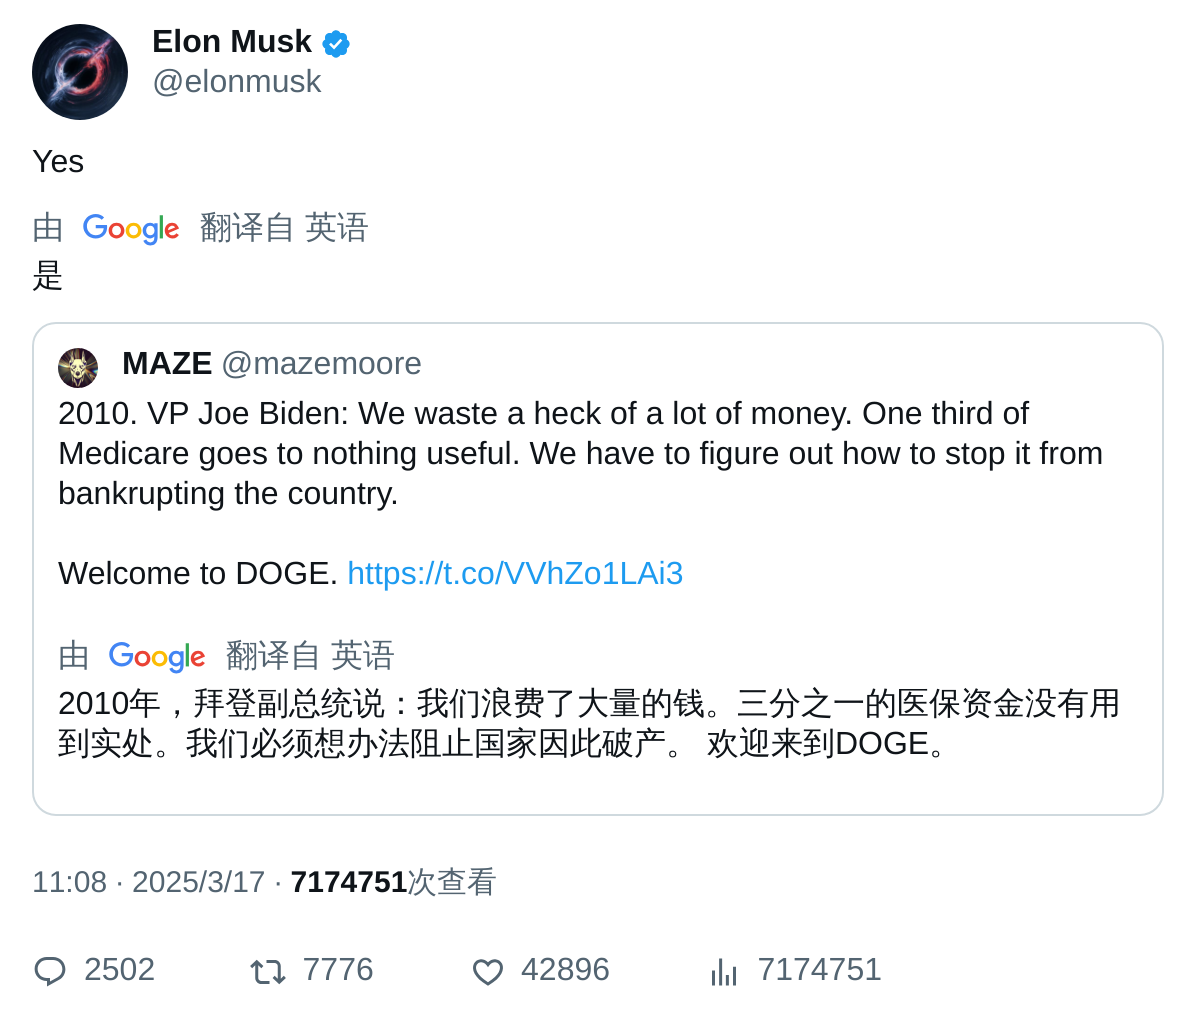 Elon Musk
@elonmusk
Yes
由 Google 翻译自 英语
是
MAZE @mazemoore
2010. VP Joe Biden: We waste a heck of a lot of money. One third of
Medicare goes to nothing useful. We have to figure out how to stop it from
bankrupting the country.
Welcome to DOGE. https://t.co/VVhZo1LAi3
由 Google 翻译自 英语
2010年，拜登副总统说：我们浪费了大量的钱。三分之一的医保资金没有用
到实处。我们必须想办法阻止国家因此破产。 欢迎来到DOGE。
11:08 · 2025/3/17 · 7174751次查看
2502 7776 42896 7174751